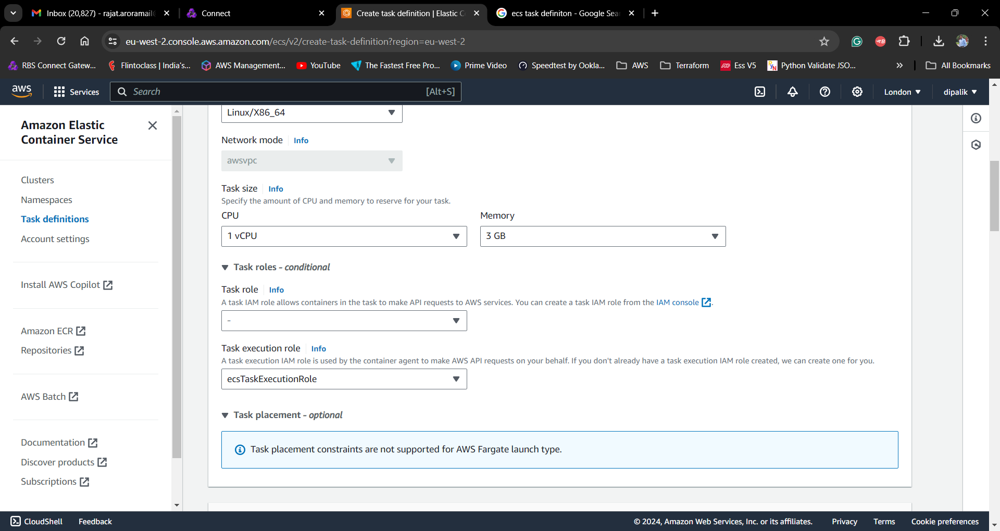 Inbox (20,827) - rajat.aroramail
Connect
Create task definition | Elastic C
ecs task definiton - Google Sea
eu-west-2.console.aws.amazon.com/ecs/v2/create-task-definition?region=eu-west-2
RBS Connect Gatew...
Flintoclass | India's...
AWS Management...
YouTube
The Fastest Free Pro...
Prime Video
Speedtest by Ookla...
AWS
Terraform
Ess V5
Python Validate JSO...
All Bookmarks
aws
Services
Search
[Alt+S]
London
dipalik
Amazon Elastic
Container Service
Clusters
Namespaces
Task definitions
Account settings
Install AWS Copilot
Amazon ECR
Repositories
AWS Batch
Documentation
Discover products
Subscriptions
Linux/X86_64
Network mode Info
awsvpc
Task size Info
Specify the amount of CPU and memory to reserve for your task.
CPU
Memory
1 vCPU
3 GB
Task roles - conditional
Task role Info
A task IAM role allows containers in the task to make API requests to AWS services. You can create a task IAM role from the IAM console.
-
Task execution role Info
A task execution IAM role is used by the container agent to make AWS API requests on your behalf. If you don't already have a task execution IAM role created, we can create one for you.
ecsTaskExecutionRole
Task placement - optional
Task placement constraints are not supported for AWS Fargate launch type.
CloudShell
Feedback
© 2024, Amazon Web Services, Inc. or its affiliates.
Privacy
Terms
Cookie preferences